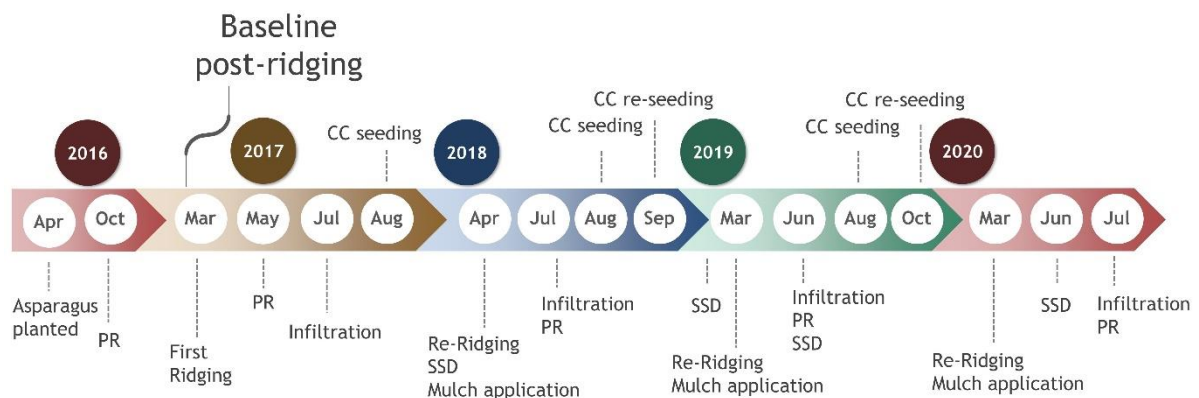 Baseline
post-ridging
CC re-seeding
CC seeding
CC re-seeding
CC seeding
CC seeding
2016
2017
2018
2019
2020
Apr
Oct
Mar
May
Jul
Aug
Apr
Jul
Aug
Sep
Mar
Jun
Aug
Oct
Mar
Jun
Jul
Asparagus
planted
PR
First
Ridging
PR
Infiltration
Re-Ridging
SSD
Mulch application
Infiltration
PR
SSD
Re-Ridging
Mulch application
Infiltration
PR
SSD
Re-Ridging
Mulch application
SSD
Infiltration
PR